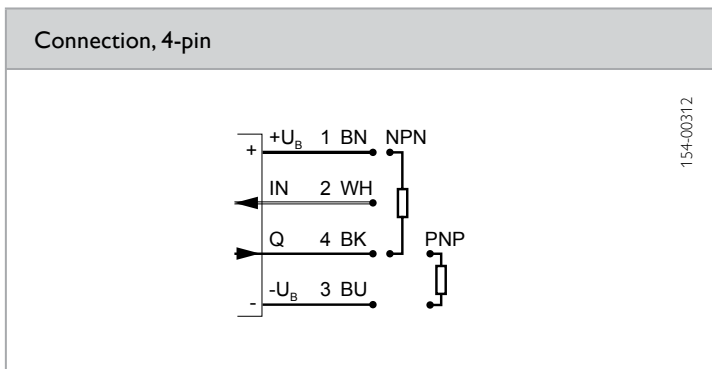 Connection, 4-pin
154-00312
+ +U_B 1 BN NPN
IN 2 WH
Q 4 BK PNP
- -U_B 3 BU